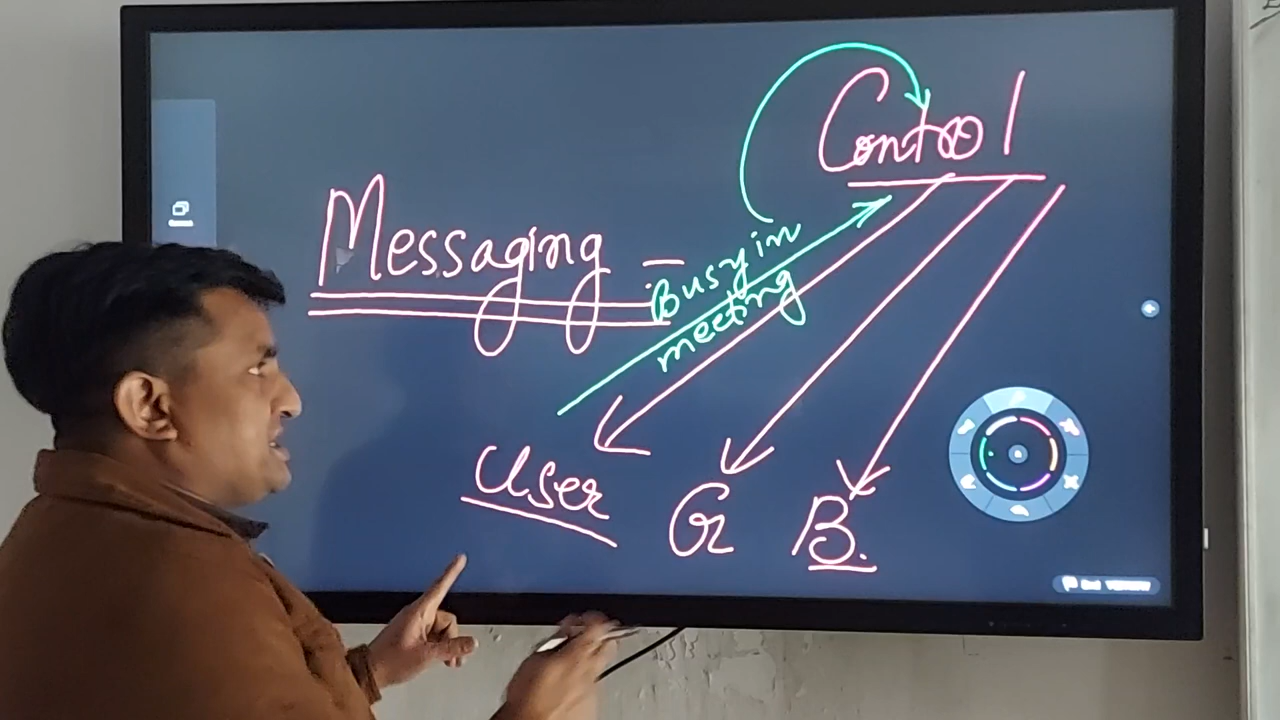 Control
Messaging :-
Busy in
meeting
User G B.